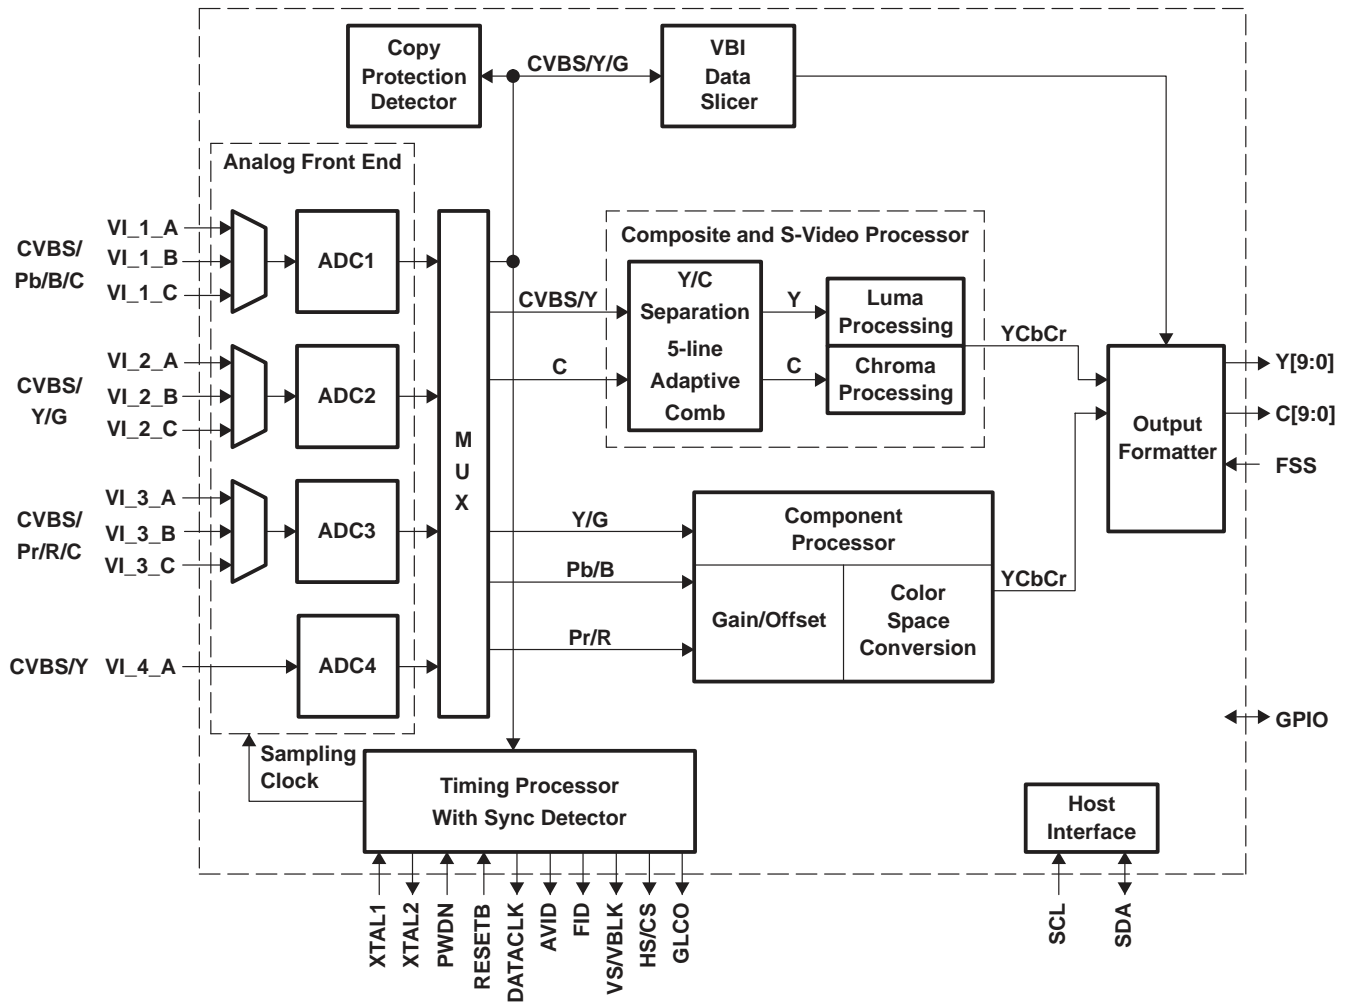 Copy
Protection
Detector
CVBS/Y/G
VBI
Data
Slicer
Analog Front End
CVBS/
Pb/B/C
VI_1_A
VI_1_B
VI_1_C
ADC1
CVBS/
Y/G
VI_2_A
VI_2_B
VI_2_C
ADC2
CVBS/
Pr/R/C
VI_3_A
VI_3_B
VI_3_C
ADC3
CVBS/Y
VI_4_A
ADC4
M
U
X
Composite and S-Video Processor
CVBS/Y
C
Y/C
Separation
5-line
Adaptive
Comb
Y
C
Luma
Processing
Chroma
Processing
YCbCr
Y/G
Pb/B
Pr/R
Component
Processor
Gain/Offset
Color
Space
Conversion
YCbCr
Output
Formatter
Y[9:0]
C[9:0]
FSS
GPIO
Sampling
Clock
Timing Processor
With Sync Detector
Host
Interface
XTAL1
XTAL2
PWDN
RESETB
DATACLK
AVID
FID
VS/VBLK
HS/CS
GLCO
SCL
SDA